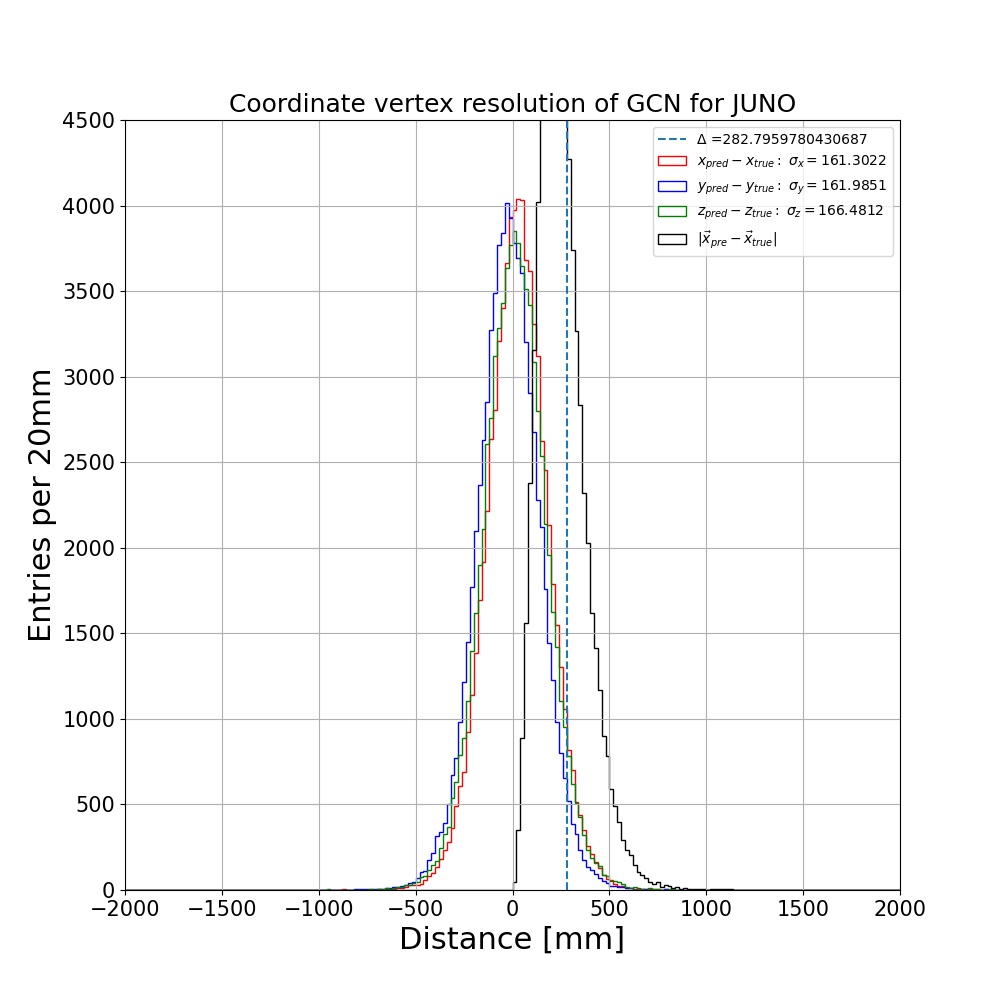 Coordinate vertex resolution of GCN for JUNO
4500
4000
3500
3000
2500
2000
1500
1000
500
0
Entries per 20mm
Δ =282.7959780430687
x_pred − x_true : σ_x = 161.3022
y_pred − y_true : σ_y = 161.9851
z_pred − z_true : σ_z = 166.4812
|x⃗_pre − x⃗_true|
−2000 −1500 −1000 −500 0 500 1000 1500 2000
Distance [mm]